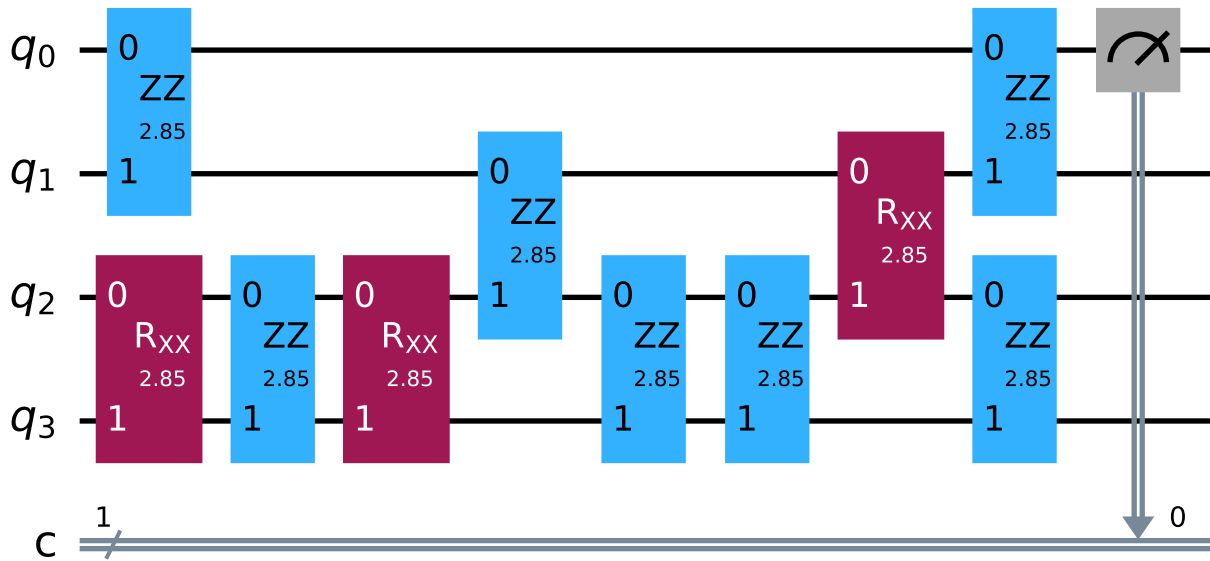 q0 0 ZZ 2.85 1 0 ZZ 2.85 1
q1 0 ZZ 2.85 1 0 RXX 2.85 1
q2 0 RXX 2.85 1 0 ZZ 2.85 1 0 RXX 2.85 1 0 ZZ 2.85 1 0 ZZ 2.85 1 0 ZZ 2.85 1
q3
c 1 0